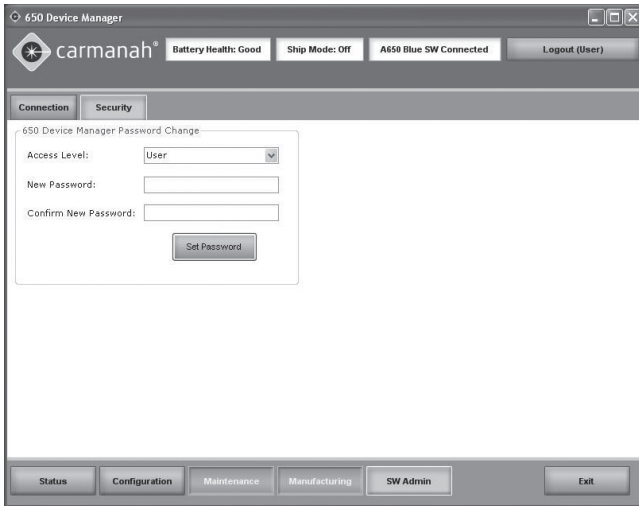 650 Device Manager
carmanah®
Battery Health: Good
Ship Mode: Off
A650 Blue SW Connected
Logout (User)
Connection
Security
650 Device Manager Password Change
Access Level:
User
New Password:
Confirm New Password:
Set Password
Status
Configuration
Maintenance
Manufacturing
SW Admin
Exit